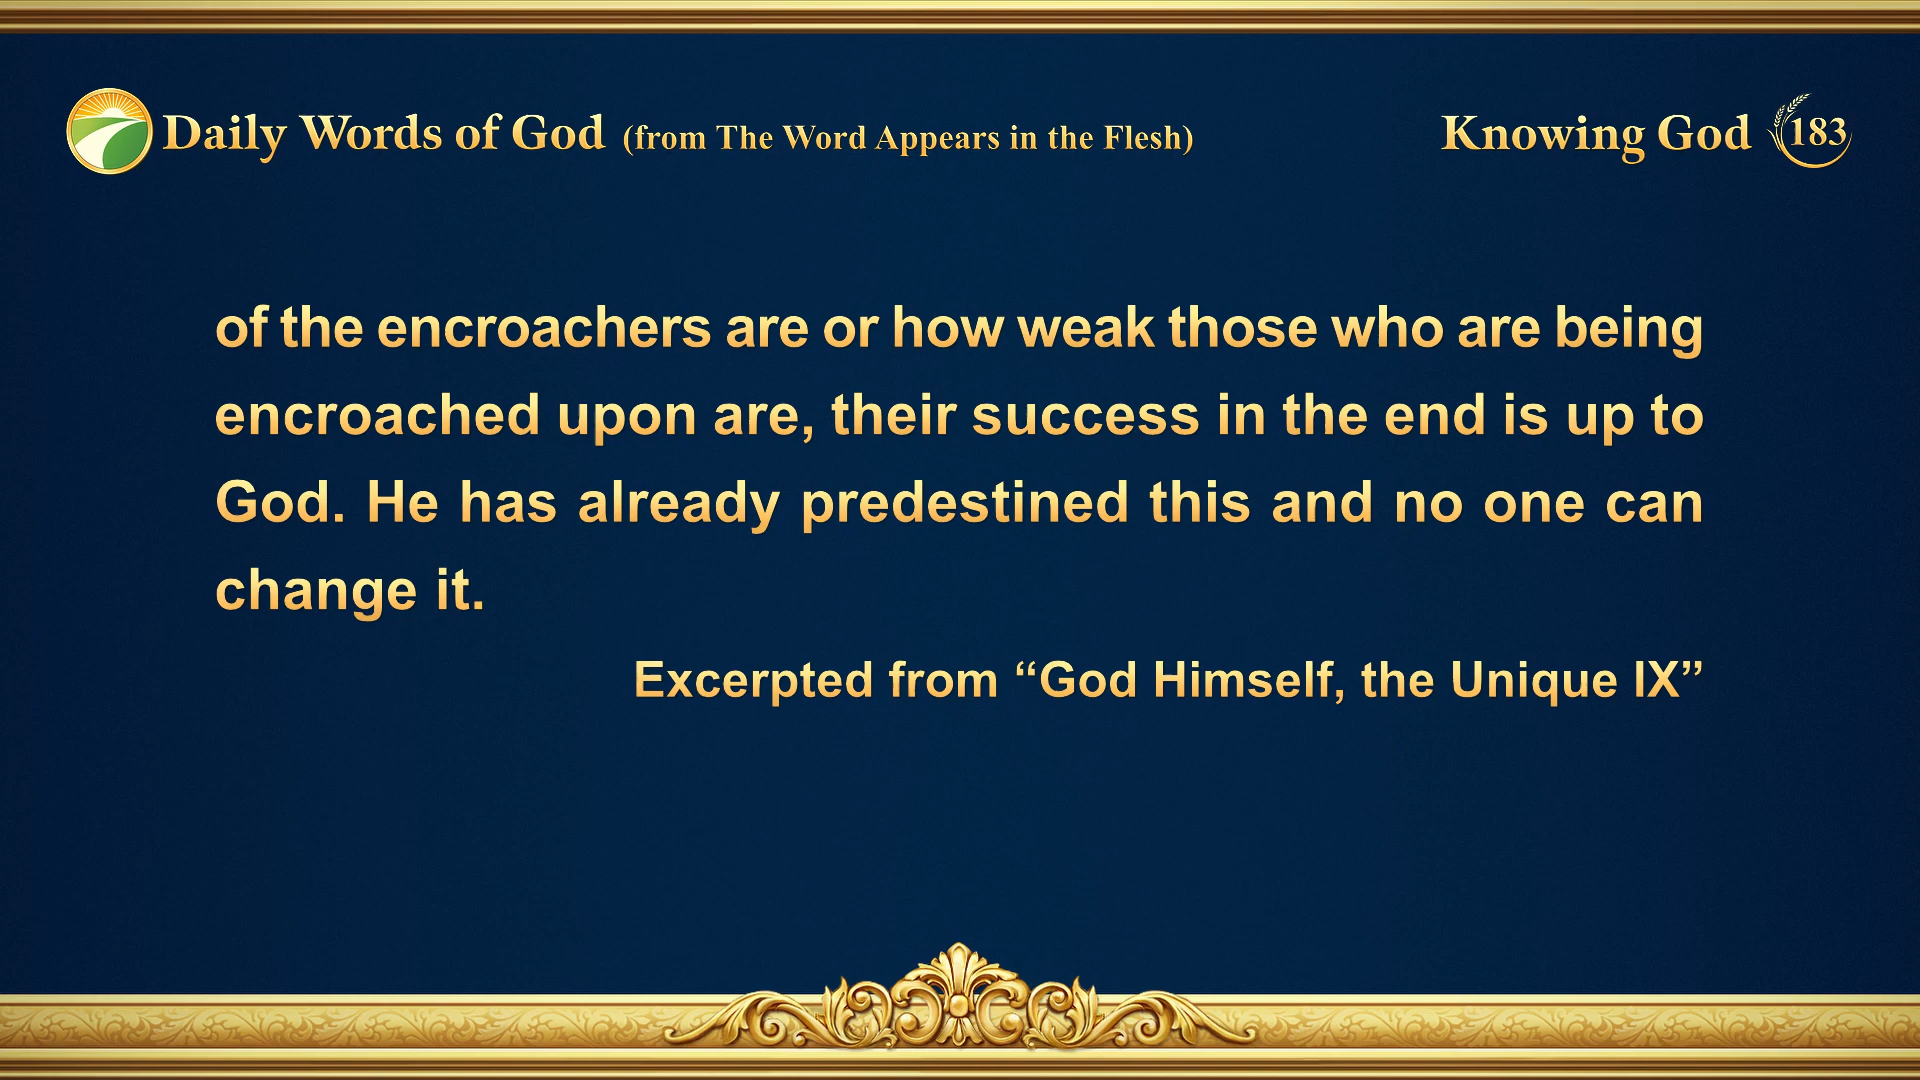 Daily Words of God (from The Word Appears in the Flesh)
Knowing God 183
of the encroachers are or how weak those who are being
encroached upon are, their success in the end is up to
God. He has already predestined this and no one can
change it.
Excerpted from “God Himself, the Unique IX”